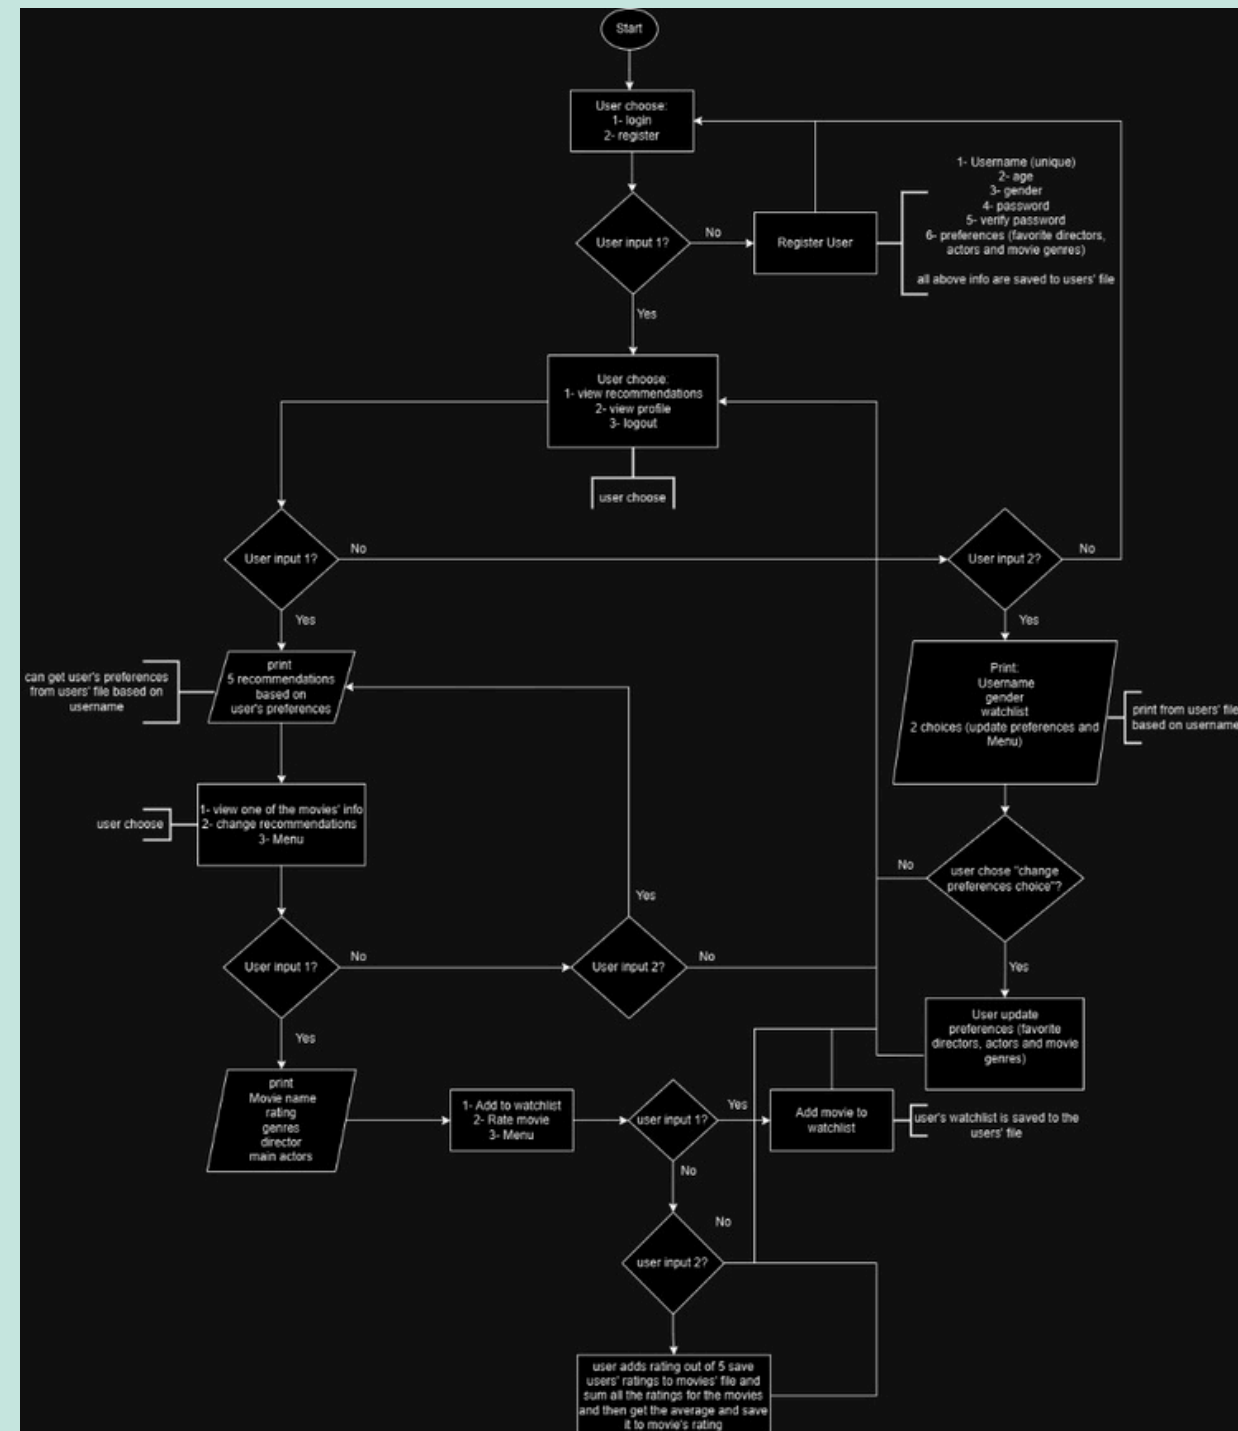 Start
User choose:
1- login
2- register
1- Username (unique)
2- age
3- gender
4- password
5- verify password
6- preferences (favorite directors,
actors and movie genres)
all above info are saved to users' file
User input 1?
No
Register User
Yes
User choose:
1- view recommendations
2- view profile
3- logout
user choose
User input 1?
No
User input 2?
No
Yes
Yes
print
5 recommendations
based on
user's preferences
can get user's preferences
from users' file based on
username
Print:
Username
gender
watchlist
2 choices (update preferences and
Menu)
print from users' file
based on username
1- view one of the movies' info
2- change recommendations
3- Menu
user choose
No
user chose "change
preferences choice"?
Yes
User input 1?
No
User input 2?
No
Yes
Yes
User update
preferences (favorite
directors, actors and movie
genres)
print
Movie name
rating
genres
director
main actors
1- Add to watchlist
2- Rate movie
3- Menu
user input 1?
Yes
Add movie to
watchlist
user's watchlist is saved to the
users' file
No
No
user input 2?
user adds rating out of 5 save
users' ratings to movies' file and
sum all the ratings for the movies
and then get the average and save
it to movie's rating